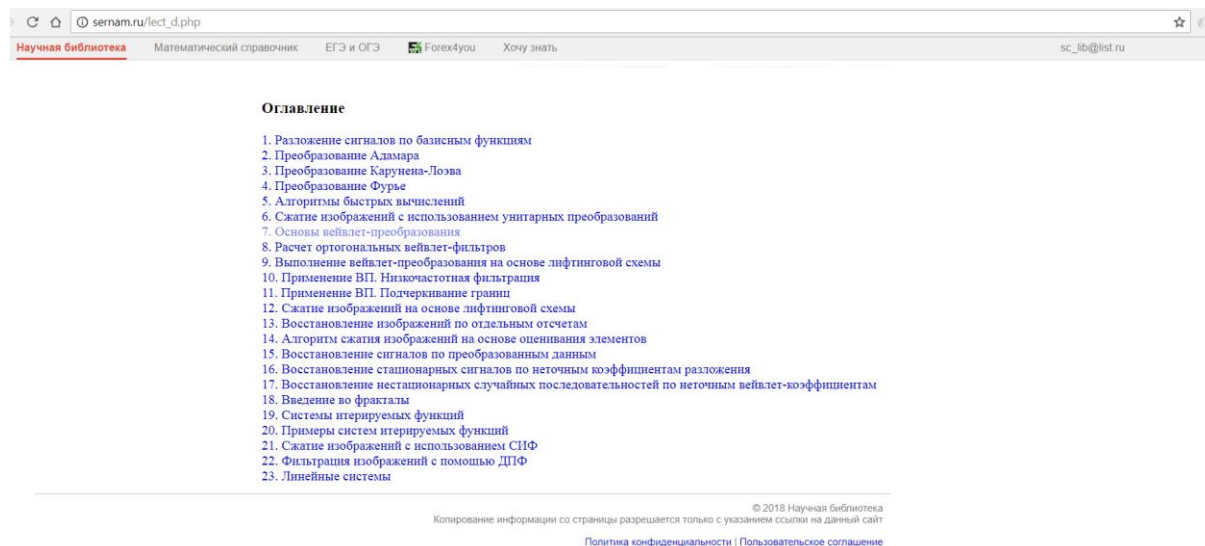 sernam.ru/lect_d.php
Научная библиотека Математический справочник ЕГЭ и ОГЭ Forex4you Хочу знать sc_lib@list.ru
Оглавление
1. Разложение сигналов по базисным функциям
2. Преобразование Адамара
3. Преобразование Карунена-Лоэва
4. Преобразование Фурье
5. Алгоритмы быстрых вычислений
6. Сжатие изображений с использованием унитарных преобразований
7. Основы вейвлет-преобразования
8. Расчет ортогональных вейвлет-фильтров
9. Выполнение вейвлет-преобразования на основе лифтинговой схемы
10. Применение ВП. Низкочастотная фильтрация
11. Применение ВП. Подчеркивание границ
12. Сжатие изображений на основе лифтинговой схемы
13. Восстановление изображений по отдельным отсчетам
14. Алгоритм сжатия изображений на основе оценивания элементов
15. Восстановление сигналов по преобразованным данным
16. Восстановление стационарных сигналов по неточным коэффициентам разложения
17. Восстановление нестационарных случайных последовательностей по неточным вейвлет-коэффициентам
18. Введение во фракталы
19. Системы итерируемых функций
20. Примеры систем итерируемых функций
21. Сжатие изображений с использованием СИФ
22. Фильтрация изображений с помощью ДПФ
23. Линейные системы
© 2018 Научная библиотека
Копирование информации со страницы разрешается только с указанием ссылки на данный сайт
Политика конфиденциальности | Пользовательское соглашение